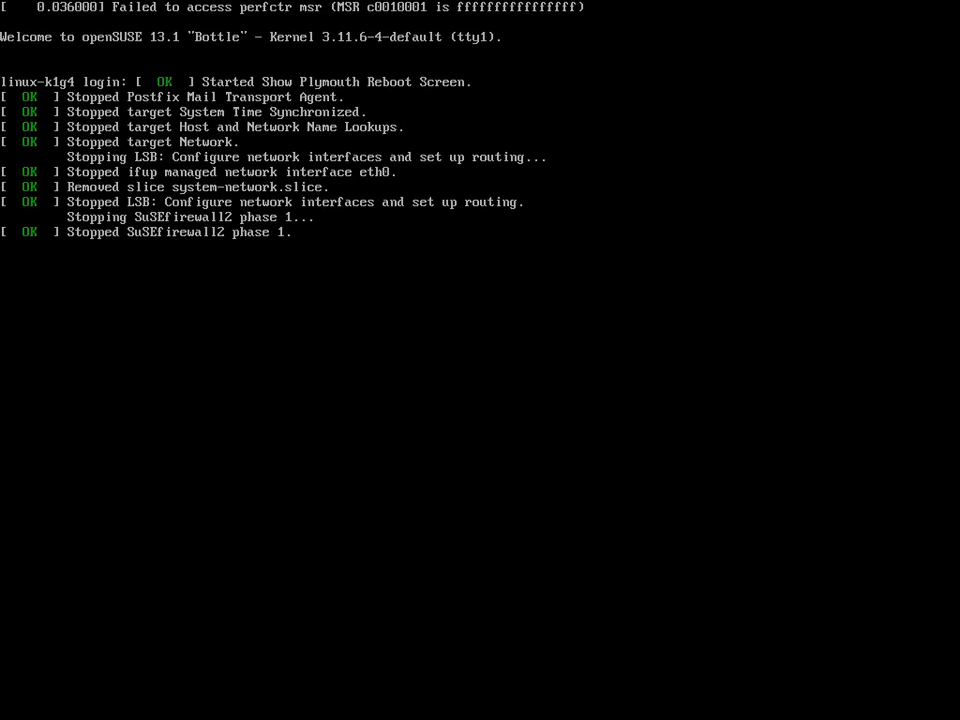 [    0.036000] Failed to access perfctr msr (MSR c0010001 is ffffffffffffffff)
Welcome to openSUSE 13.1 "Bottle" - Kernel 3.11.6-4-default (tty1).
linux-k1g4 login: [  OK  ] Started Show Plymouth Reboot Screen.
[  OK  ] Stopped Postfix Mail Transport Agent.
[  OK  ] Stopped target System Time Synchronized.
[  OK  ] Stopped target Host and Network Name Lookups.
[  OK  ] Stopped target Network.
Stopping LSB: Configure network interfaces and set up routing...
[  OK  ] Stopped ifup managed network interface eth0.
[  OK  ] Removed slice system-network.slice.
[  OK  ] Stopped LSB: Configure network interfaces and set up routing.
Stopping SuSEfirewall2 phase 1...
[  OK  ] Stopped SuSEfirewall2 phase 1.